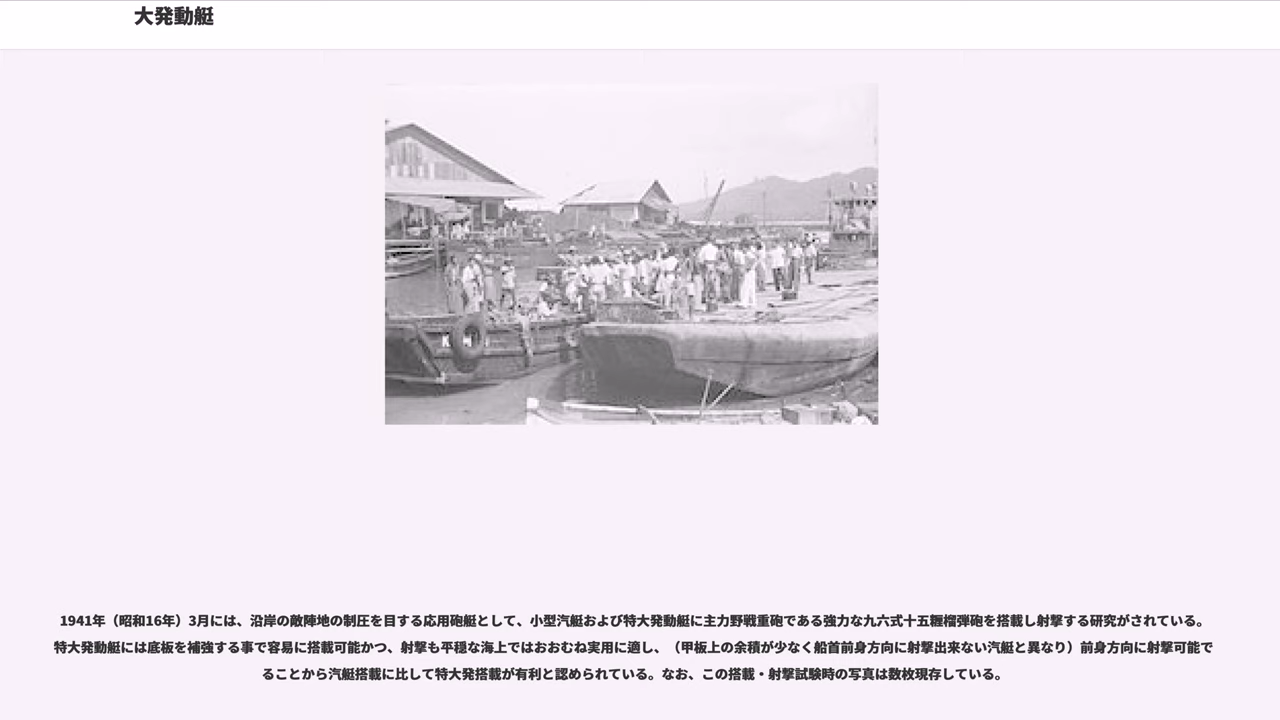 大発動艇
1941年（昭和16年）3月には、沿岸の敵陣地の制圧を目する応用砲艇として、小型汽艇および特大発動艇に主力野戦重砲である強力な九六式十五糎榴弾砲を搭載し射撃する研究がされている。
特大発動艇には底板を補強する事で容易に搭載可能かつ、射撃も平穏な海上ではおおむね実用に適し、（甲板上の余積が少なく船首前身方向に射撃出来ない汽艇と異なり）前身方向に射撃可能で
ることから汽艇搭載に比して特大発搭載が有利と認められている。なお、この搭載・射撃試験時の写真は数枚現存している。